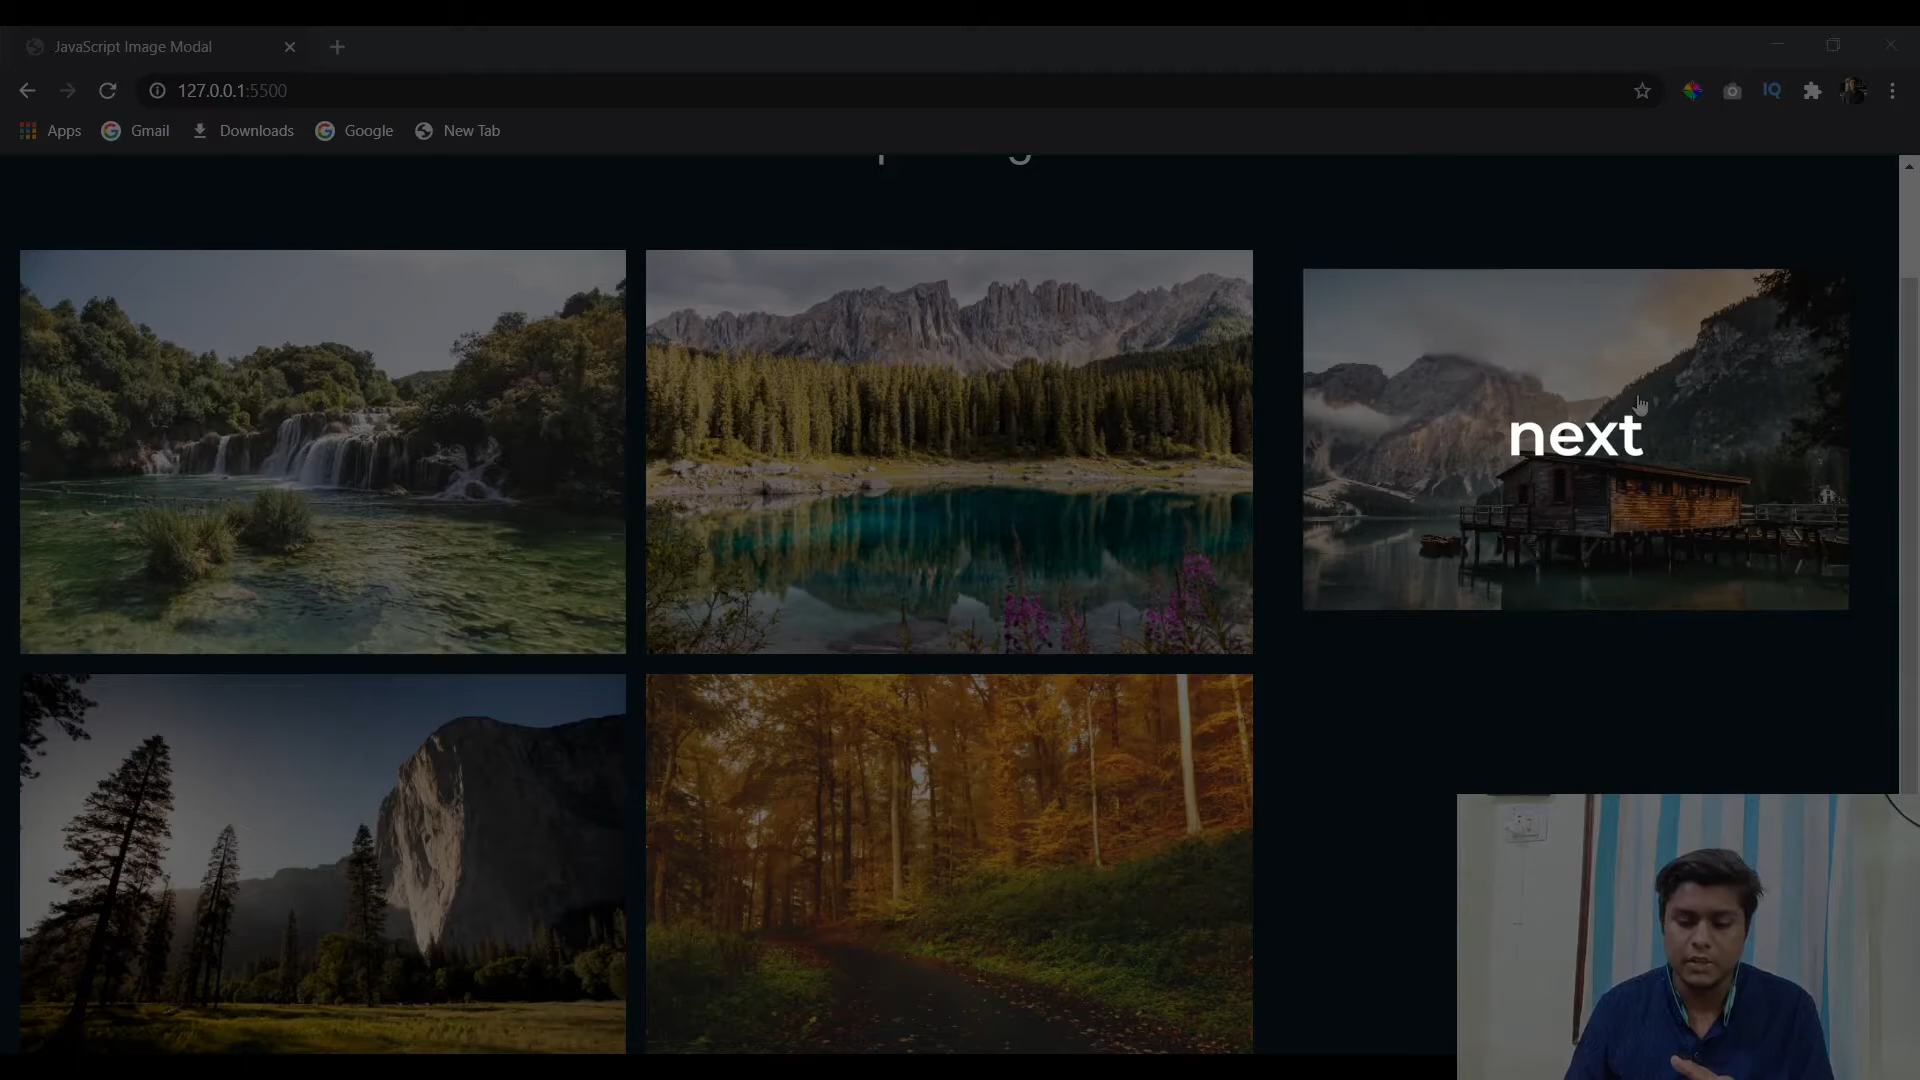 JavaScript Image Modal
127.0.0.1:5500
IQ
Apps
Gmail
Downloads
Google
New Tab
next